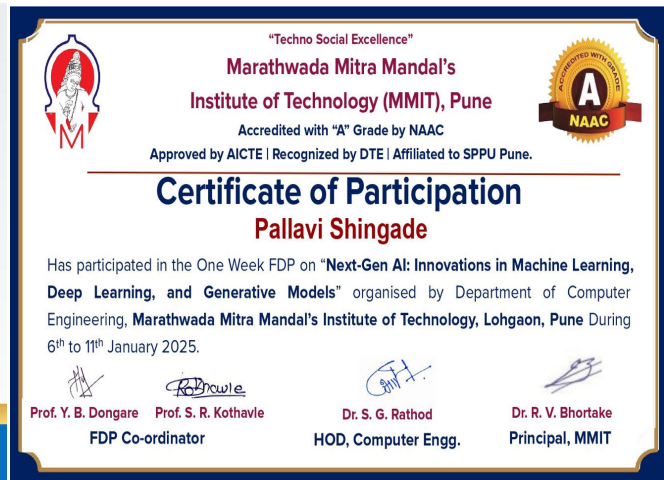 “Techno Social Excellence”
Marathwada Mitra Mandal’s
Institute of Technology (MMIT), Pune
Accredited with “A” Grade by NAAC
Approved by AICTE | Recognized by DTE | Affiliated to SPPU Pune.
M
ACCREDITED WITH GRADE
A
NAAC
Certificate of Participation
Pallavi Shingade
Has participated in the One Week FDP on “Next-Gen AI: Innovations in Machine Learning,
Deep Learning, and Generative Models” organised by Department of Computer
Engineering, Marathwada Mitra Mandal’s Institute of Technology, Lohgaon, Pune During
6th to 11th January 2025.
Prof. Y. B. Dongare Prof. S. R. Kothavle Dr. S. G. Rathod Dr. R. V. Bhortake
FDP Co-ordinator HOD, Computer Engg. Principal, MMIT